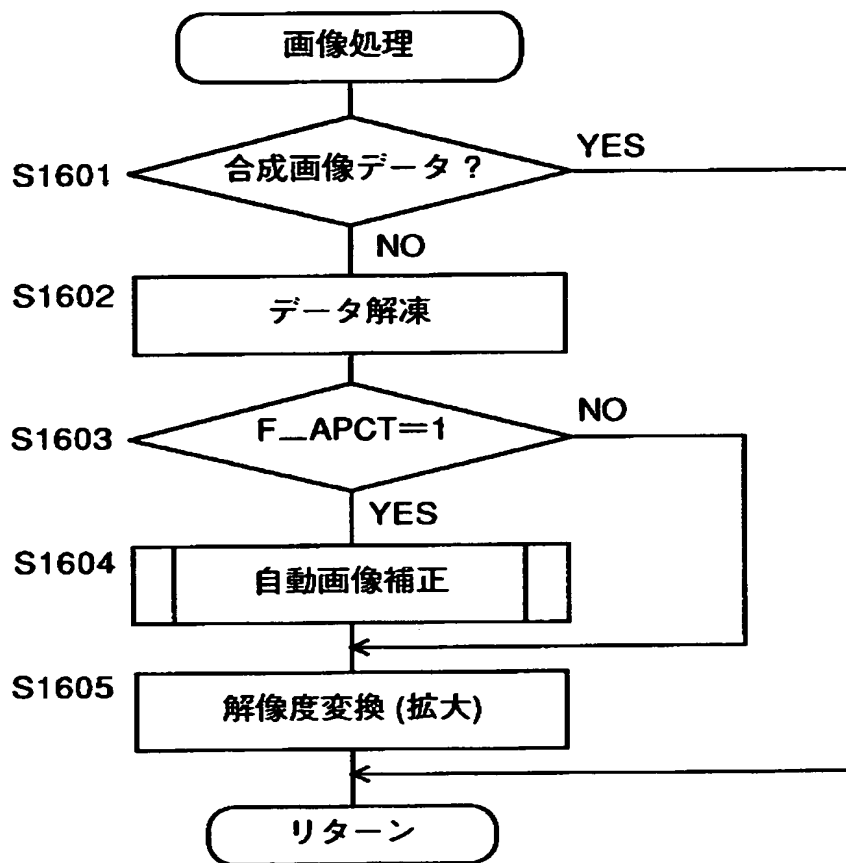 画像処理
S1601
合成画像データ?
YES
NO
S1602
データ解凍
S1603
F_APCT=1
NO
YES
S1604
自動画像補正
S1605
解像度変換 (拡大)
リターン